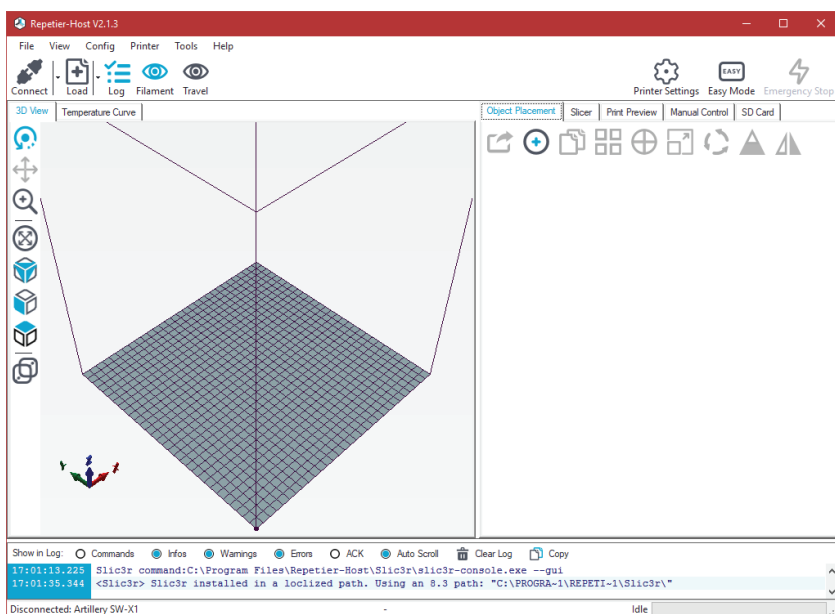 Repetier-Host V2.1.3
File View Config Printer Tools Help
Connect Load Log Filament Travel Printer Settings Easy Mode Emergency Stop
EASY
3D View Temperature Curve Object Placement Slicer Print Preview Manual Control SD Card
Show in Log: Commands Infos Warnings Errors ACK Auto Scroll Clear Log Copy
17:01:13.225 Slic3r command:C:\Program Files\Repetier-Host\Slic3r\slic3r-console.exe --gui
17:01:35.344 <Slic3r> Slic3r installed in a loclized path. Using an 8.3 path: "C:\PROGRA~1\REPETI~1\Slic3r\"
Disconnected: Artillery SW-X1 - Idle